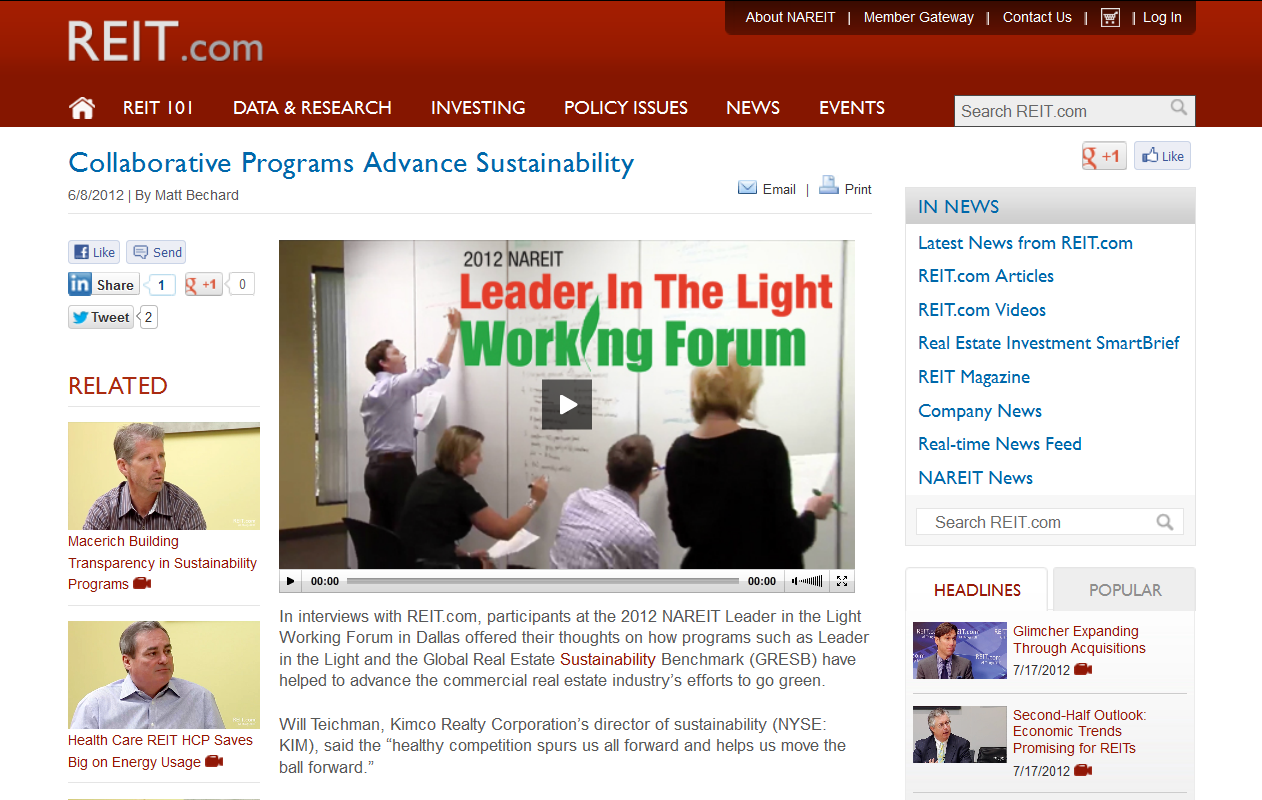 About NAREIT | Member Gateway | Contact Us | | Log In
REIT.com
REIT 101 DATA & RESEARCH INVESTING POLICY ISSUES NEWS EVENTS
Search REIT.com
Collaborative Programs Advance Sustainability
6/8/2012 | By Matt Bechard
Email | Print
g +1 Like
Like Send
in Share 1 g +1 0
Tweet 2
RELATED
Macerich Building
Transparency in Sustainability
Programs
Health Care REIT HCP Saves
Big on Energy Usage
2012 NAREIT
Leader In The Light
Working Forum
00:00 00:00
In interviews with REIT.com, participants at the 2012 NAREIT Leader in the Light
Working Forum in Dallas offered their thoughts on how programs such as Leader
in the Light and the Global Real Estate Sustainability Benchmark (GRESB) have
helped to advance the commercial real estate industry’s efforts to go green.
Will Teichman, Kimco Realty Corporation’s director of sustainability (NYSE:
KIM), said the “healthy competition spurs us all forward and helps us move the
ball forward.”
IN NEWS
Latest News from REIT.com
REIT.com Articles
REIT.com Videos
Real Estate Investment SmartBrief
REIT Magazine
Company News
Real-time News Feed
NAREIT News
Search REIT.com
HEADLINES POPULAR
Glimcher Expanding
Through Acquisitions
7/17/2012
Second-Half Outlook:
Economic Trends
Promising for REITs
7/17/2012